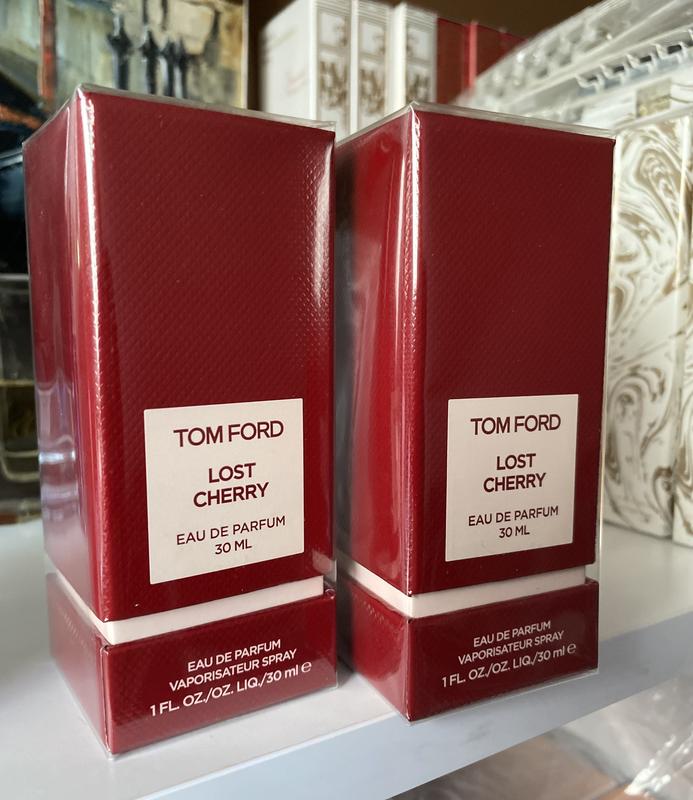 TOM FORD
LOST
CHERRY
EAU DE PARFUM
30 ML
EAU DE PARFUM
VAPORISATEUR SPRAY
1 FL. OZ./OZ. LIQ./30 ml ℮
TOM FORD
LOST
CHERRY
EAU DE PARFUM
30 ML
EAU DE PARFUM
VAPORISATEUR SPRAY
1 FL. OZ./OZ. LIQ./30 ml ℮